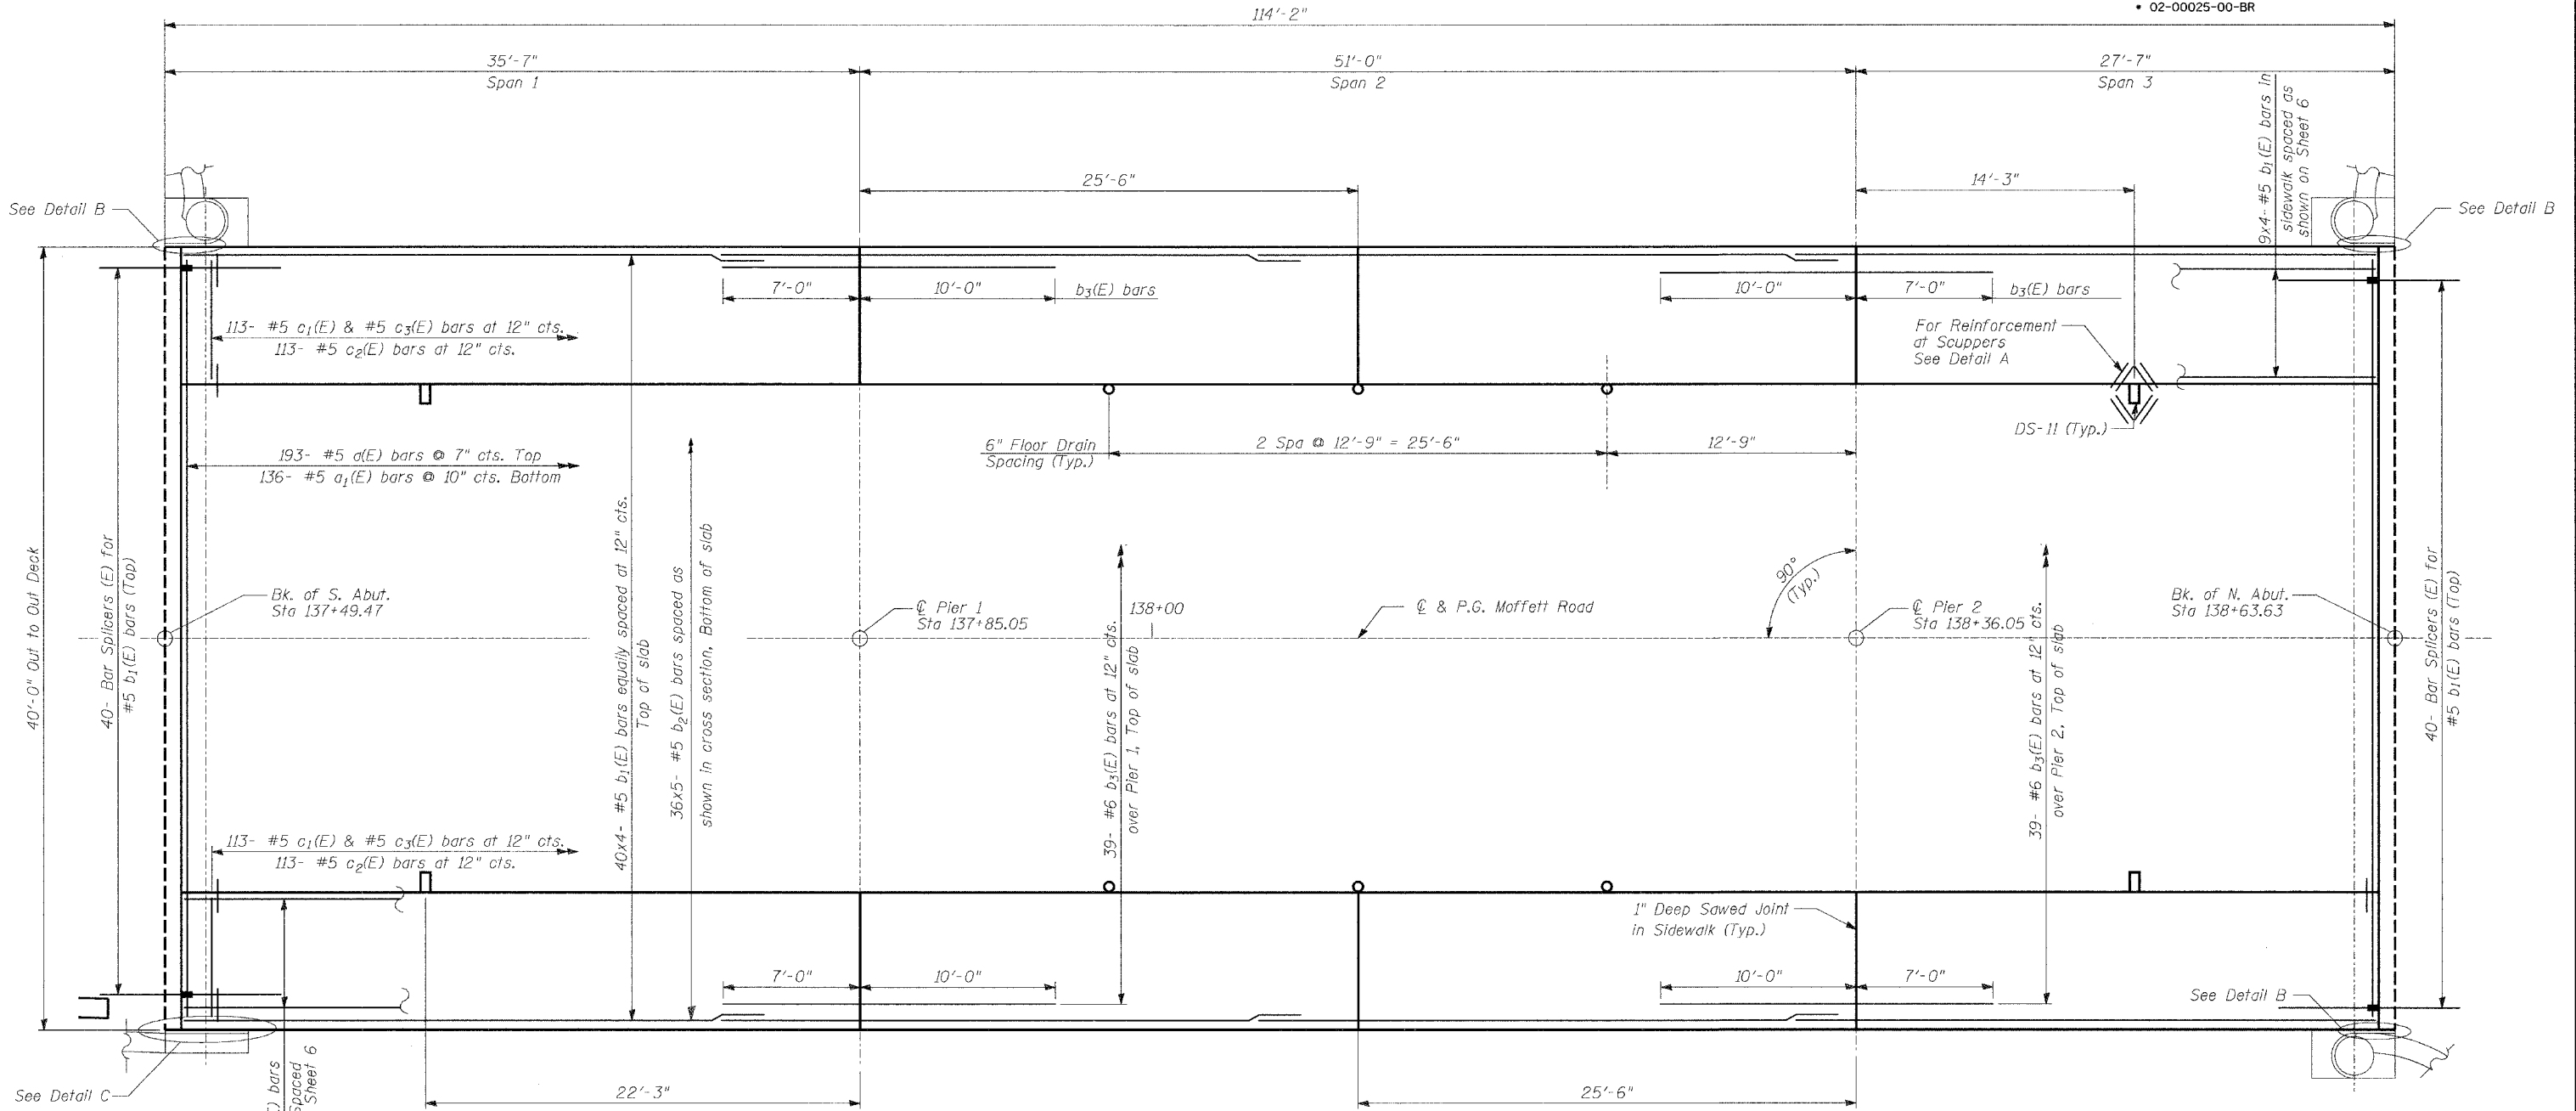 • 02-00025-00-BR
114'-2"
35'-7"
Span 1
51'-0"
Span 2
27'-7"
Span 3
9x4- #5 b₁(E) bars in
sidewalk spaced as
shown on Sheet 6
25'-6"
14'-3"
See Detail B
See Detail B
7'-0"
10'-0"
b₃(E) bars
10'-0"
7'-0"
b₃(E) bars
113- #5 c₁(E) & #5 c₃(E) bars at 12" cts.
113- #5 c₂(E) bars at 12" cts.
For Reinforcement
at Scuppers
See Detail A
DS-11 (Typ.)
6" Floor Drain
Spacing (Typ.)
2 Spa @ 12'-9" = 25'-6"
12'-9"
193- #5 a(E) bars @ 7" cts. Top
136- #5 a₁(E) bars @ 10" cts. Bottom
40'-0" Out to Out Deck
40- Bar Splicers (E) for
#5 b₁(E) bars (Top)
40x4- #5 b₁(E) bars equally spaced at 12" cts.
Top of slab
36x5- #5 b₂(E) bars spaced as
shown in cross section, Bottom of slab
39- #6 b₃(E) bars at 12" cts.
over Pier 1, Top of slab
90°
(Typ.)
39- #6 b₃(E) bars at 12" cts.
over Pier 2, Top of slab
40- Bar Splicers (E) for
#5 b₁(E) bars (Top)
Bk. of S. Abut.
Sta 137+49.47
℄ Pier 1
Sta 137+85.05
138+00
℄ & P.G. Moffett Road
℄ Pier 2
Sta 138+36.05
Bk. of N. Abut.
Sta 138+63.63
113- #5 c₁(E) & #5 c₃(E) bars at 12" cts.
113- #5 c₂(E) bars at 12" cts.
1" Deep Sawed Joint
in Sidewalk (Typ.)
7'-0"
10'-0"
10'-0"
7'-0"
See Detail B
See Detail C
E) bars
spaced
Sheet 6
22'-3"
25'-6"